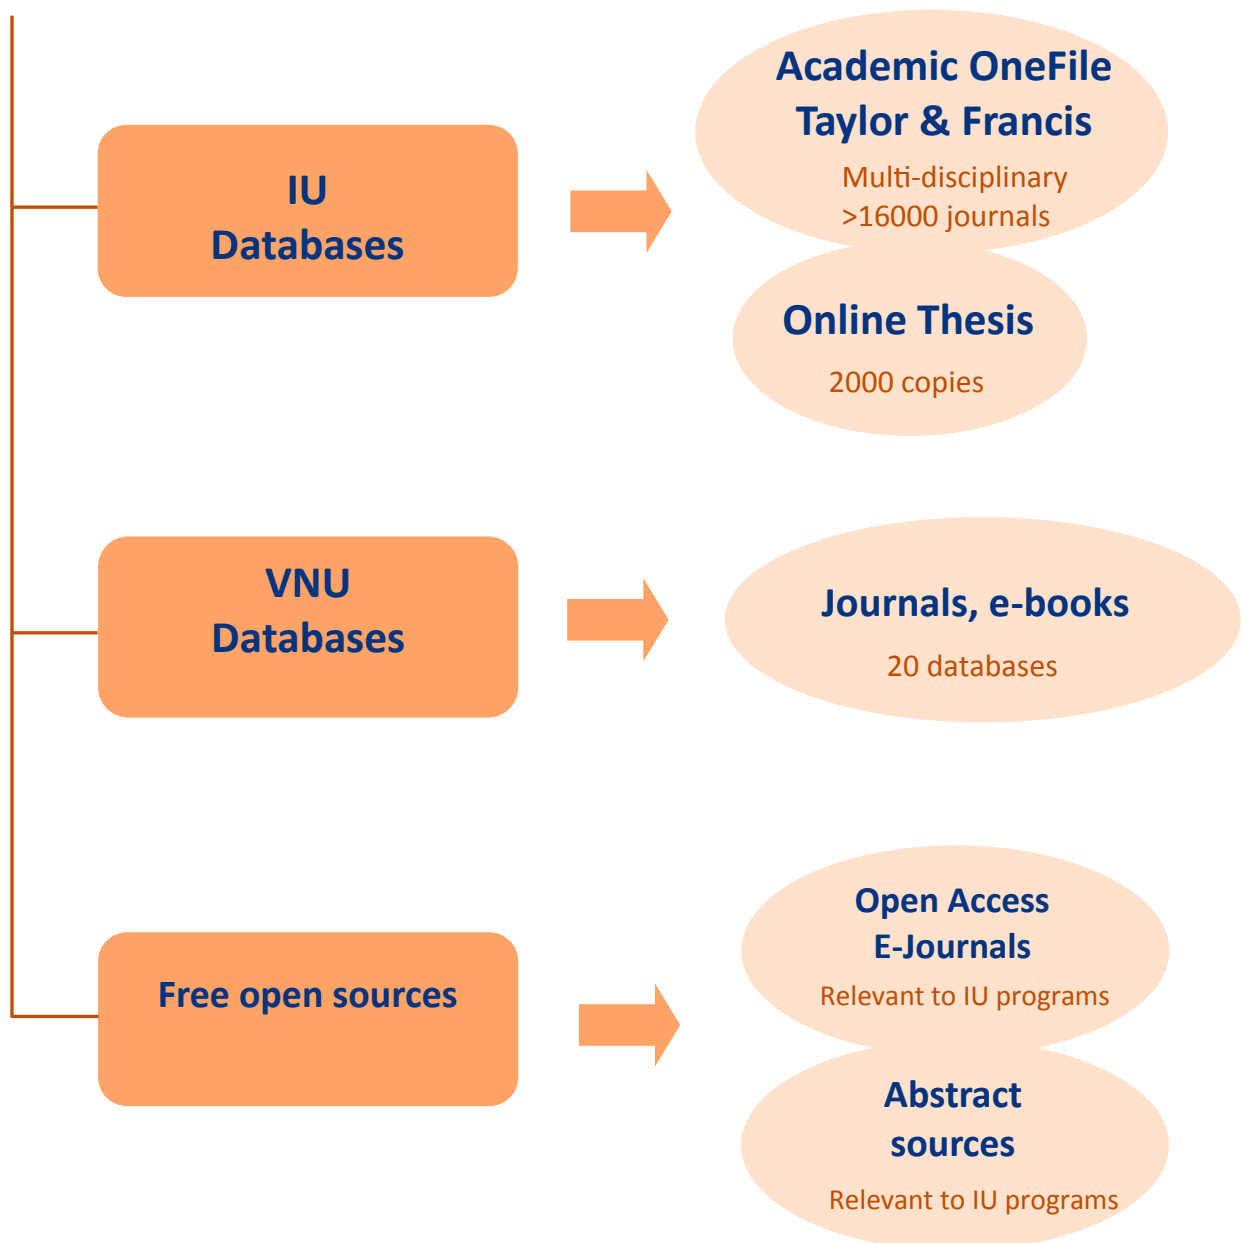 IU
Databases
Academic OneFile
Taylor & Francis
Multi-disciplinary
>16000 journals
Online Thesis
2000 copies
VNU
Databases
Journals, e-books
20 databases
Free open sources
Open Access
E-Journals
Relevant to IU programs
Abstract
sources
Relevant to IU programs